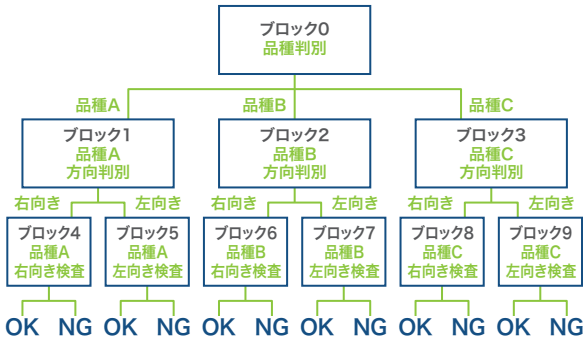 ブロック0
品種判別
品種A
品種B
品種C
ブロック1
品種A
方向判別
ブロック2
品種B
方向判別
ブロック3
品種C
方向判別
右向き
左向き
右向き
左向き
右向き
左向き
ブロック4
品種A
右向き検査
ブロック5
品種A
左向き検査
ブロック6
品種B
右向き検査
ブロック7
品種B
左向き検査
ブロック8
品種C
右向き検査
ブロック9
品種C
左向き検査
OK NG OK NG OK NG OK NG OK NG OK NG